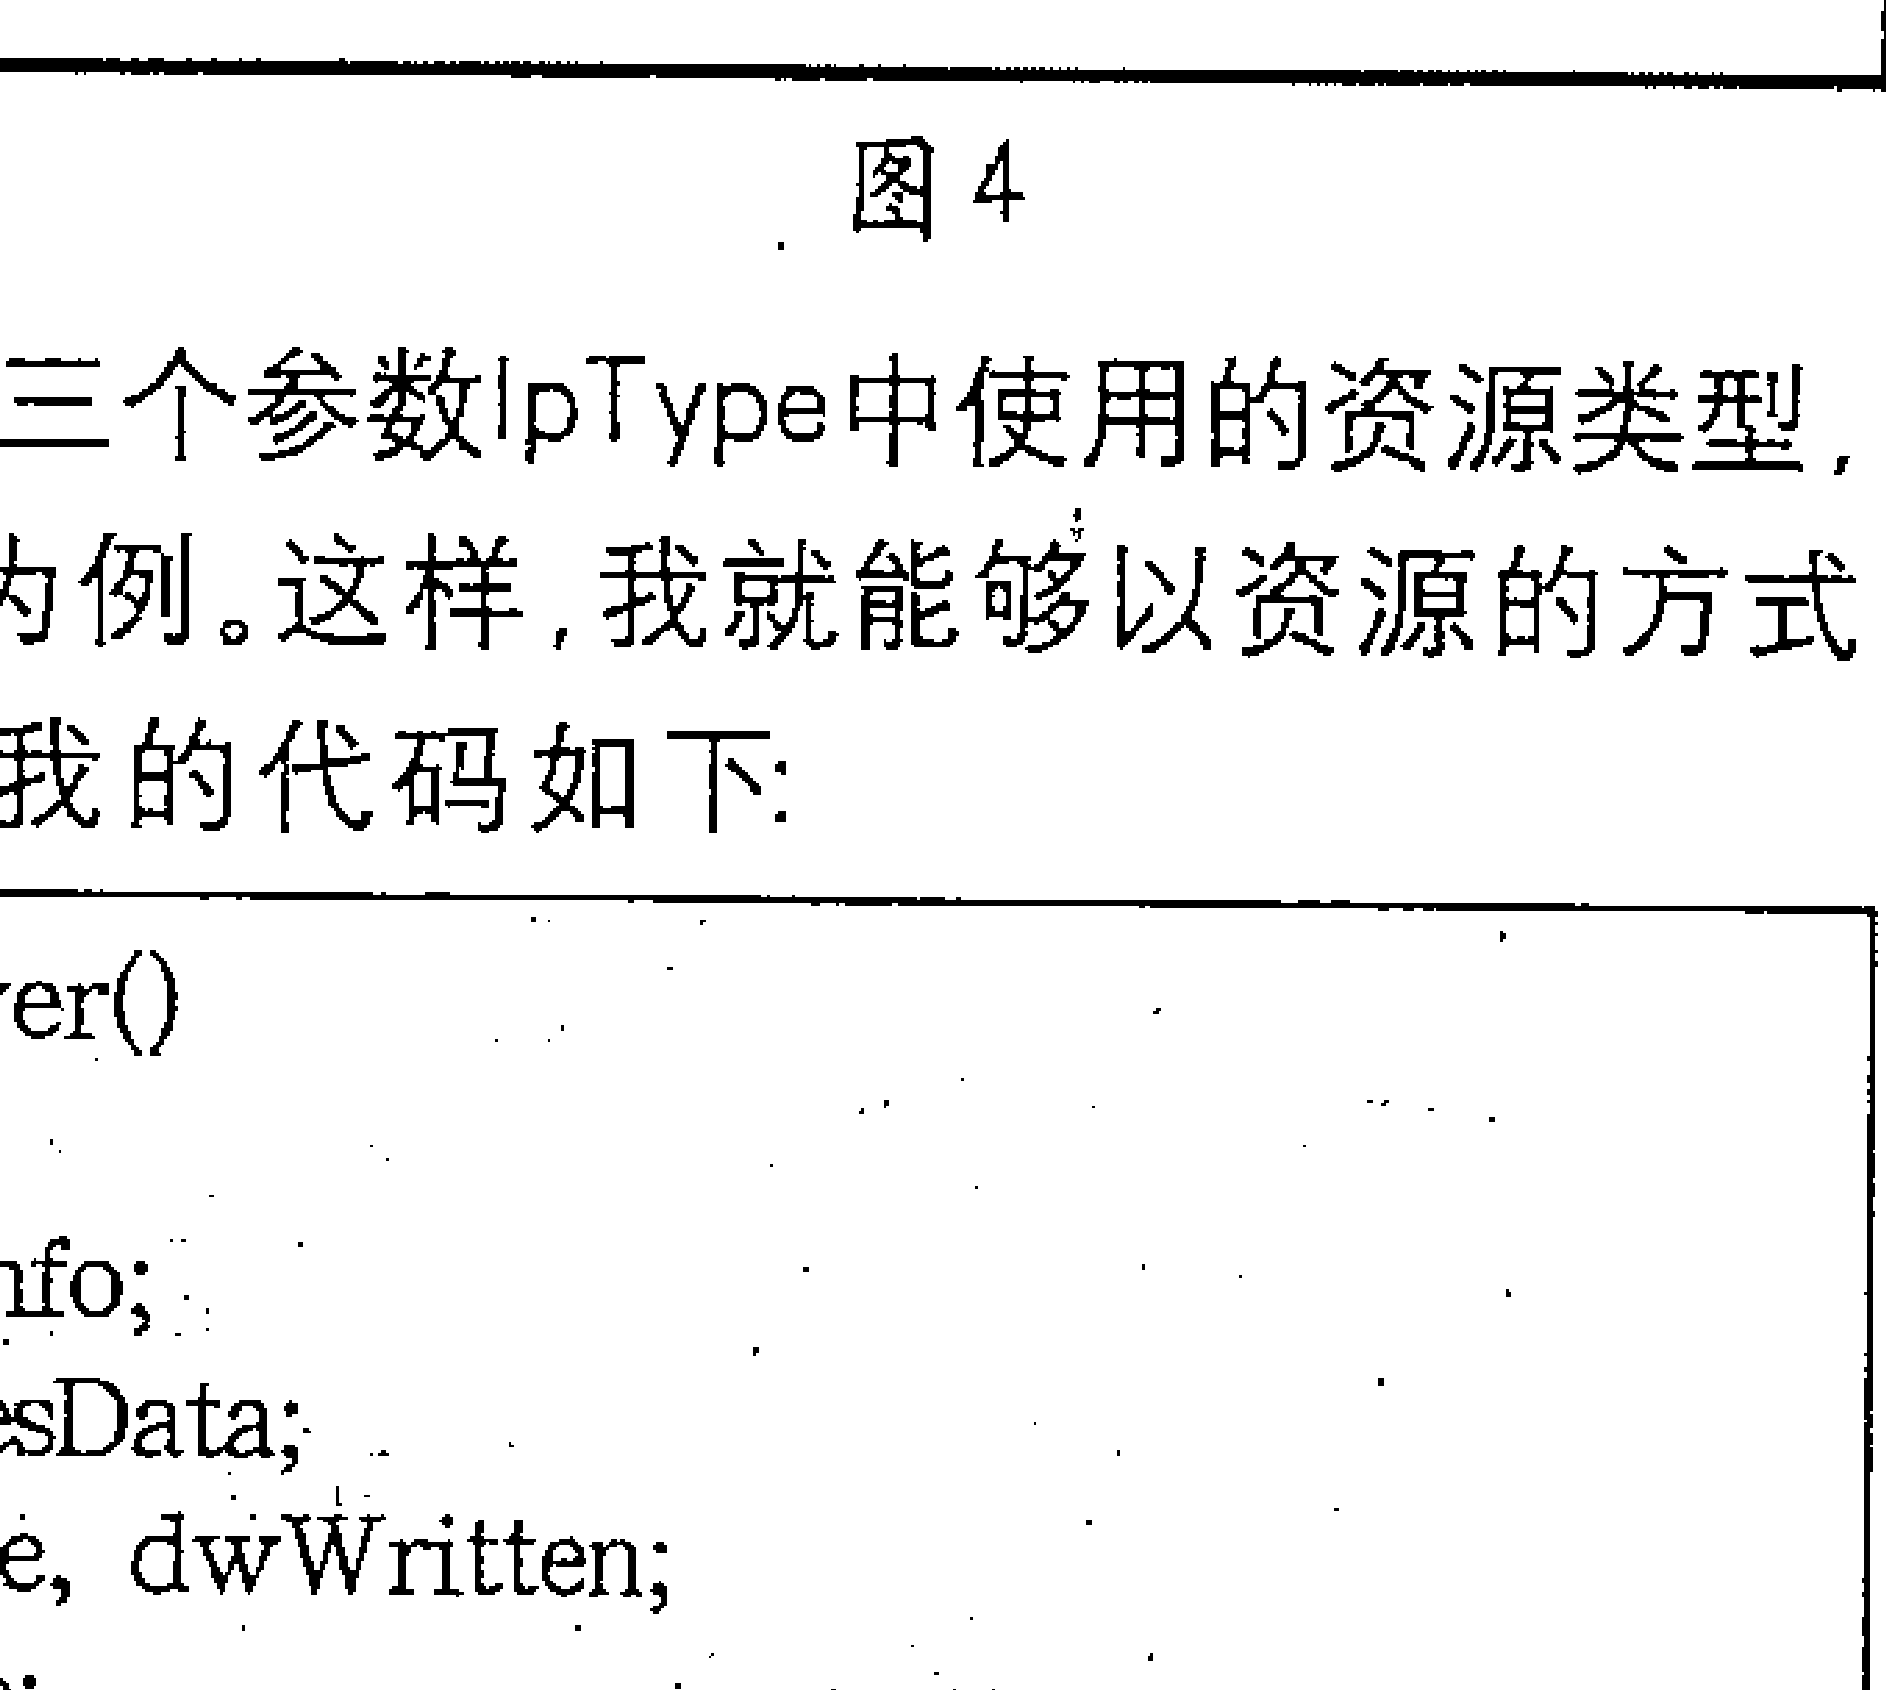 图 4
三个参数lpType中使用的资源类型,
为例。这样,我就能够以资源的方式
我的代码如下:
ver()
nfo;
esData;
e, dwWritten;